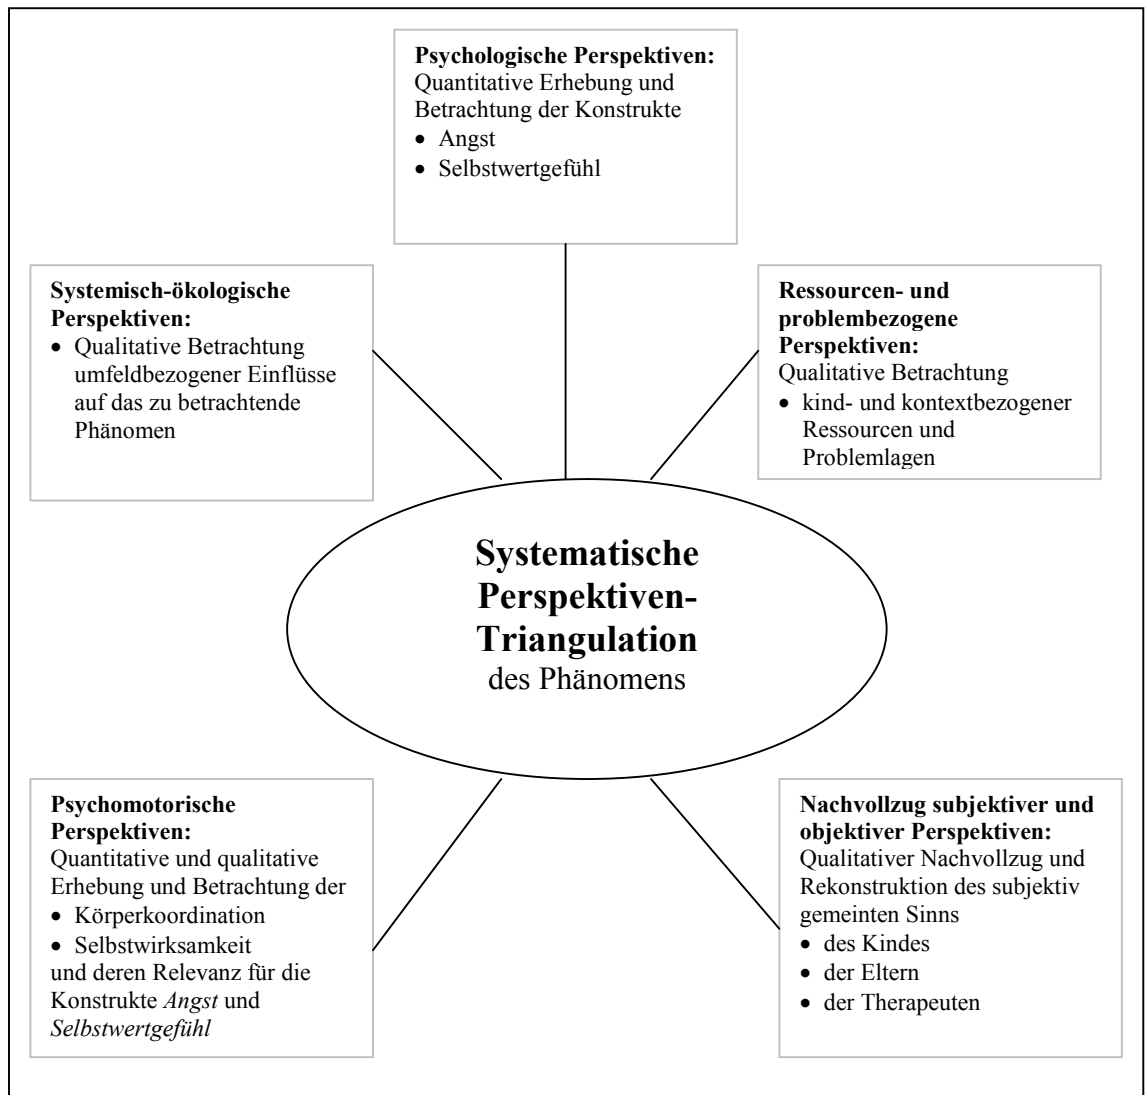 Psychologische Perspektiven:
Quantitative Erhebung und
Betrachtung der Konstrukte
• Angst
• Selbstwertgefühl
Systemisch-ökologische
Perspektiven:
• Qualitative Betrachtung
umfeldbezogener Einflüsse
auf das zu betrachtende
Phänomen
Ressourcen- und
problembezogene
Perspektiven:
Qualitative Betrachtung
• kind- und kontextbezogener
Ressourcen und
Problemlagen
Systematische
Perspektiven-
Triangulation
des Phänomens
Psychomotorische
Perspektiven:
Quantitative und qualitative
Erhebung und Betrachtung der
• Körperkoordination
• Selbstwirksamkeit
und deren Relevanz für die
Konstrukte Angst und
Selbstwertgefühl
Nachvollzug subjektiver und
objektiver Perspektiven:
Qualitativer Nachvollzug und
Rekonstruktion des subjektiv
gemeinten Sinns
• des Kindes
• der Eltern
• der Therapeuten